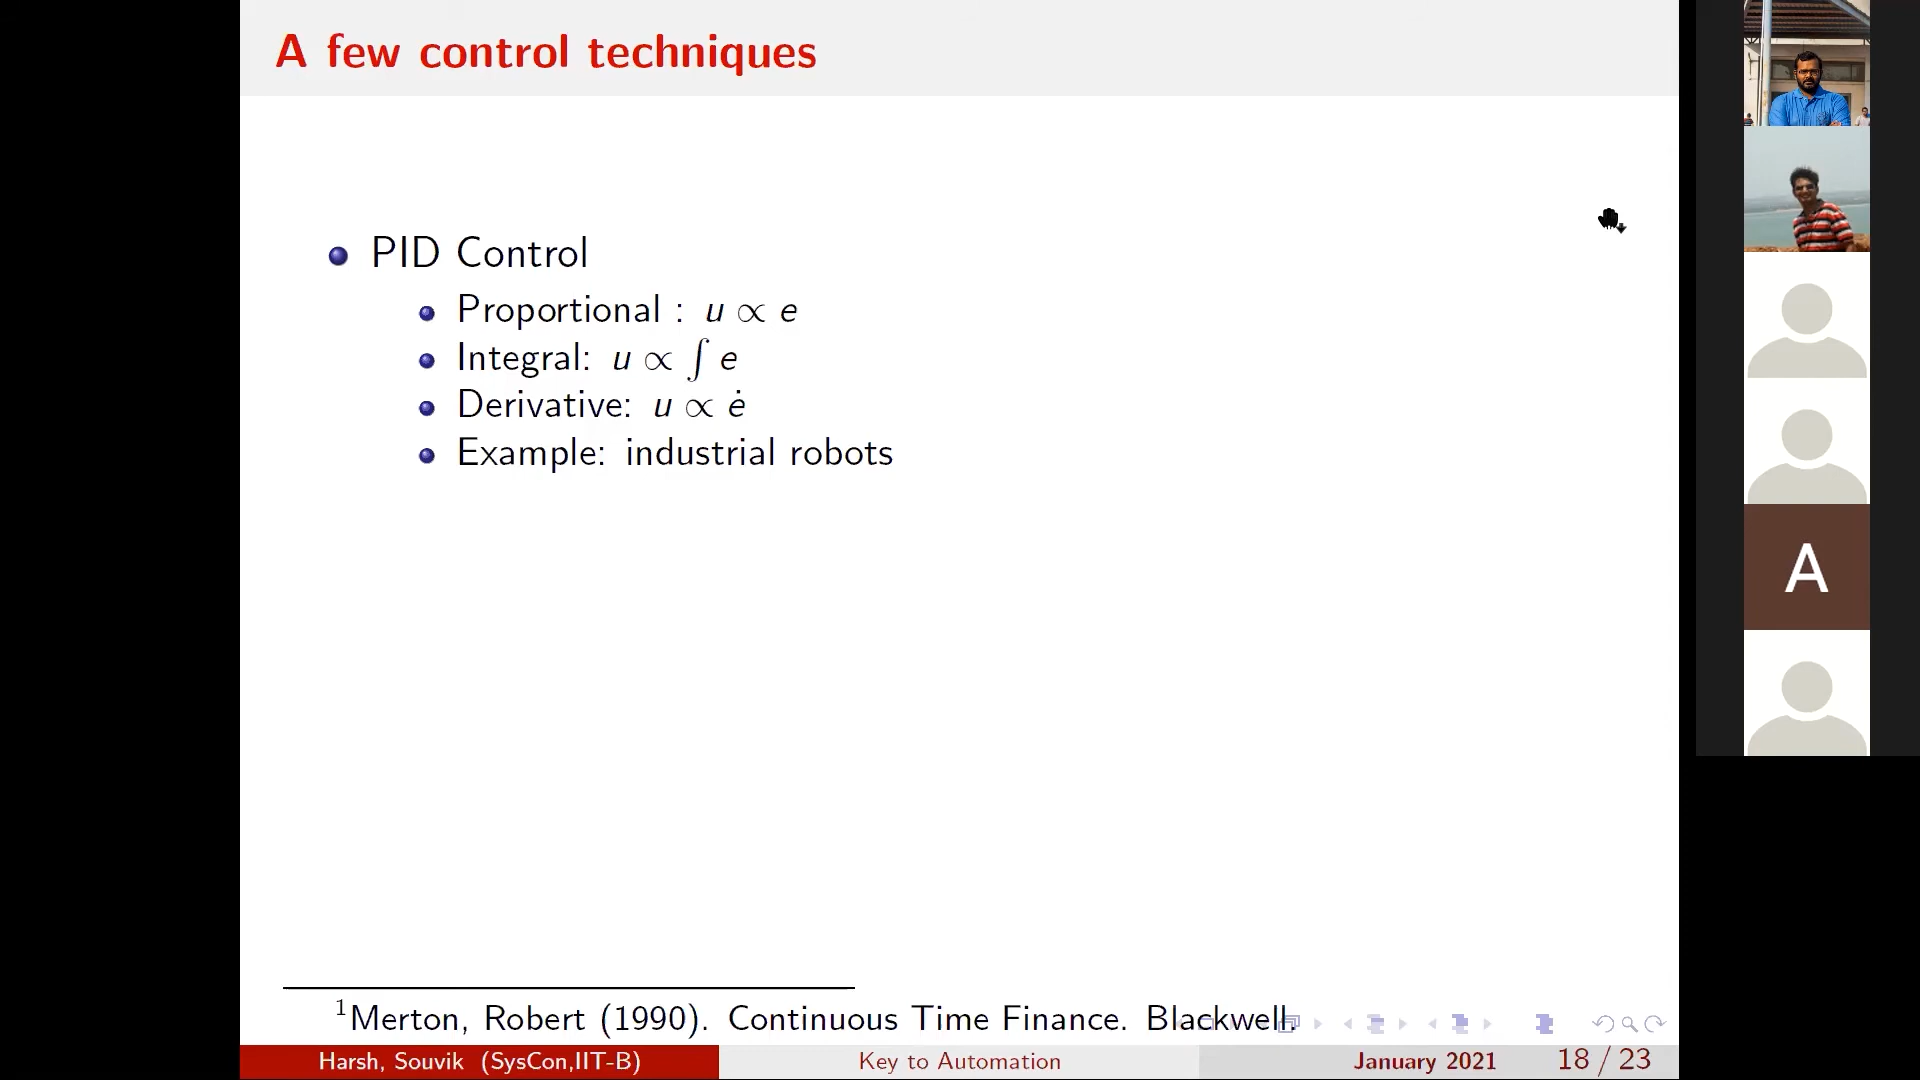 A few control techniques
PID Control
Proportional : u ∝ e
Integral: u ∝ ∫ e
Derivative: u ∝ ė
Example: industrial robots
¹Merton, Robert (1990). Continuous Time Finance. Blackwell.
Harsh, Souvik (SysCon,IIT-B) Key to Automation January 2021 18 / 23
A